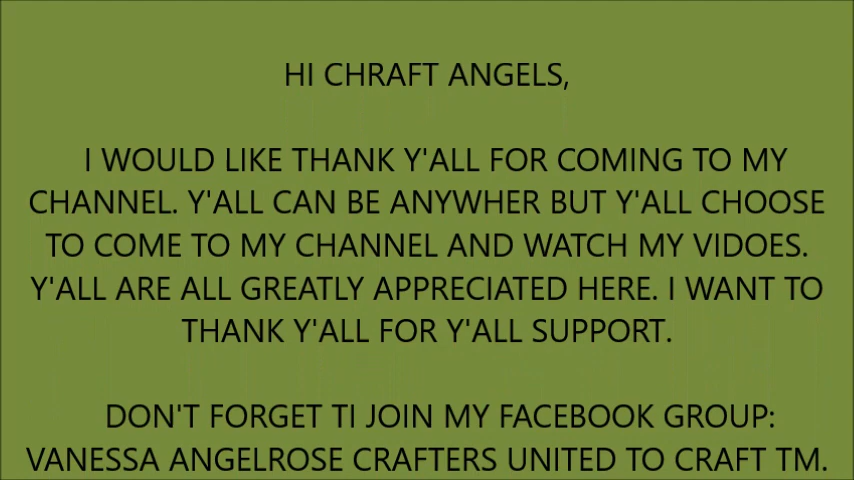 HI CHRAFT ANGELS,
I WOULD LIKE THANK Y'ALL FOR COMING TO MY
CHANNEL. Y'ALL CAN BE ANYWHER BUT Y'ALL CHOOSE
TO COME TO MY CHANNEL AND WATCH MY VIDOES.
Y'ALL ARE ALL GREATLY APPRECIATED HERE. I WANT TO
THANK Y'ALL FOR Y'ALL SUPPORT.
DON'T FORGET TI JOIN MY FACEBOOK GROUP:
VANESSA ANGELROSE CRAFTERS UNITED TO CRAFT TM.